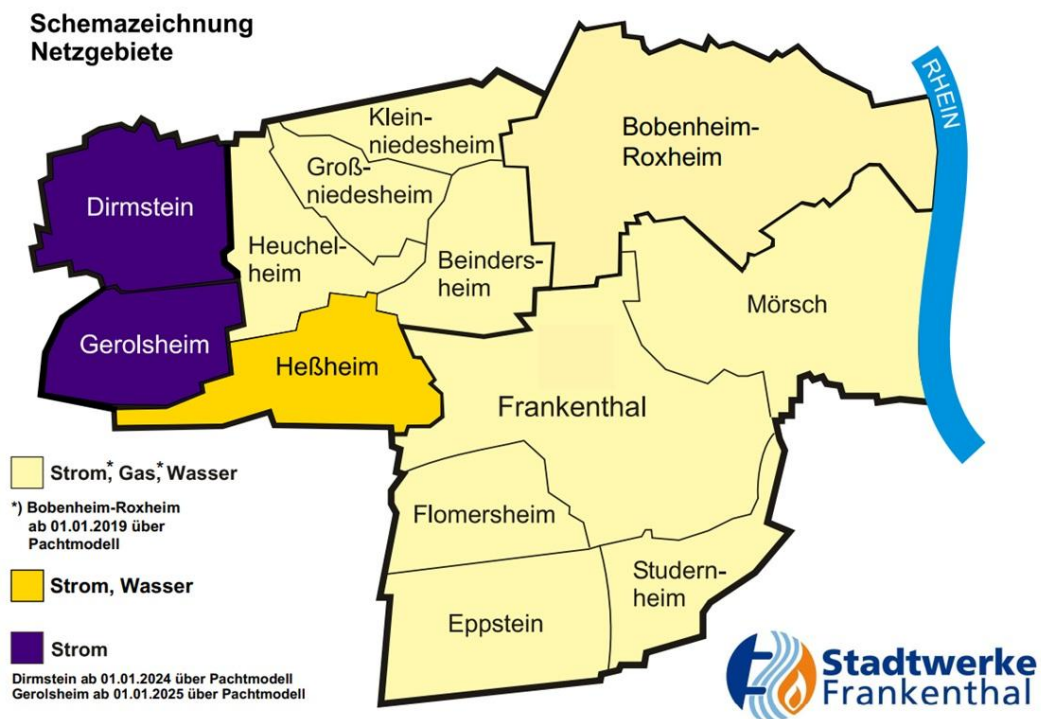 Schemazeichnung
Netzgebiete
RHEIN
Klein-
niedesheim
Bobenheim-
Roxheim
Groß-
niedesheim
Dirmstein
Heuchel-
heim
Beinders-
heim
Mörsch
Gerolsheim
Heßheim
Frankenthal
Strom,* Gas,* Wasser
*) Bobenheim-Roxheim
ab 01.01.2019 über
Pachtmodell
Flomersheim
Strom, Wasser
Studern-
heim
Eppstein
Strom
Dirmstein ab 01.01.2024 über Pachtmodell
Gerolsheim ab 01.01.2025 über Pachtmodell
Stadtwerke
Frankenthal